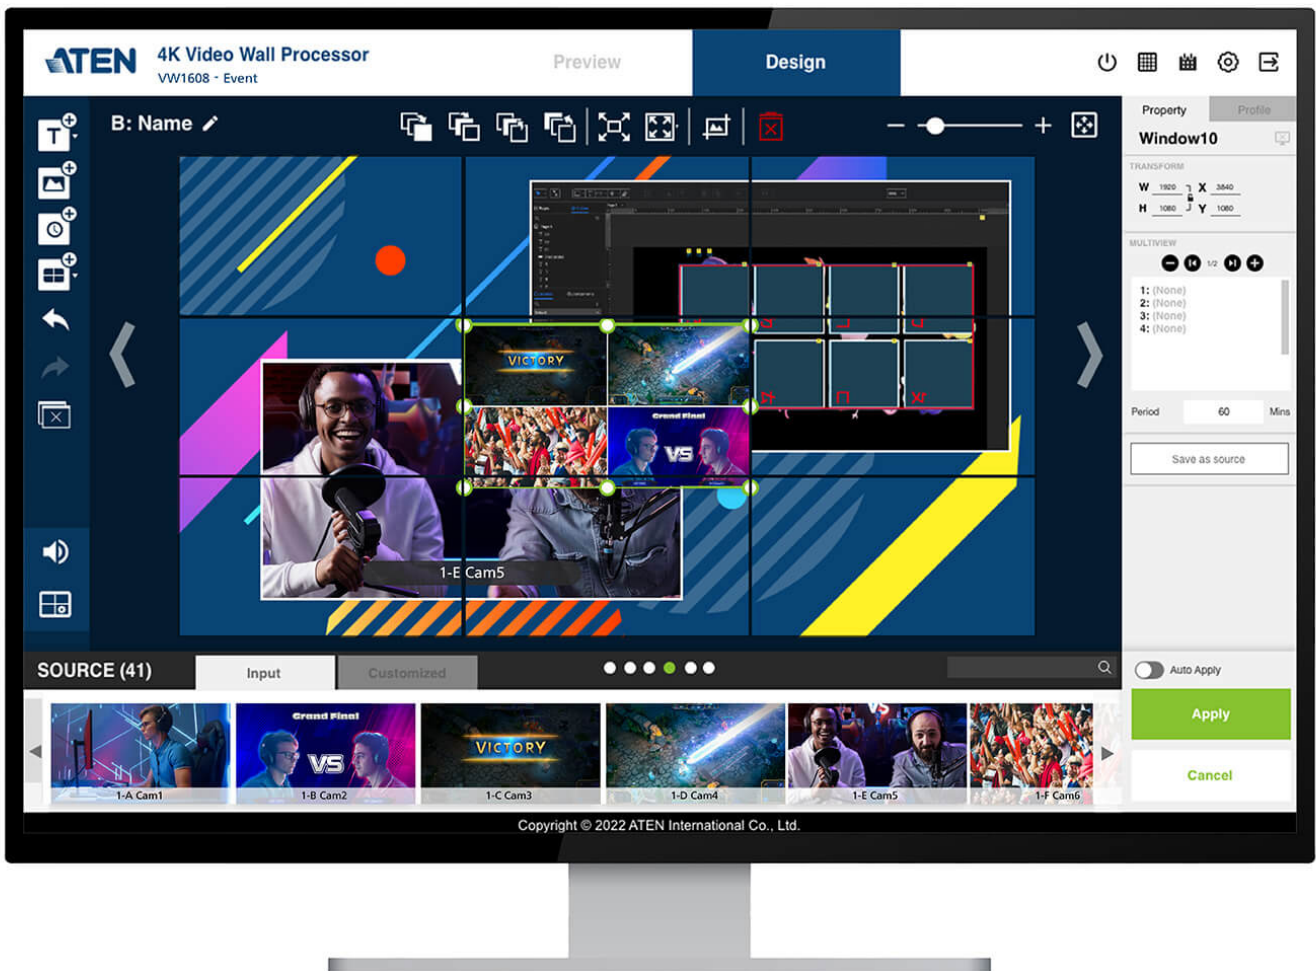 ATEN
4K Video Wall Processor
VW1608 - Event
Preview
Design
B: Name
T
Property
Profile
Window10
TRANSFORM
W 1920 X 3840
H 1080 Y 1080
MULTIVIEW
1/2
1: (None)
2: (None)
3: (None)
4: (None)
Period 60 Mins
Save as source
VICTORY
Grand Final
VS
1-E Cam5
SOURCE (41)
Input
Customized
Auto Apply
Apply
Cancel
Grand Final
VS
VICTORY
VS
1-A Cam1
1-B Cam2
1-C Cam3
1-D Cam4
1-E Cam5
1-F Cam6
Copyright © 2022 ATEN International Co., Ltd.